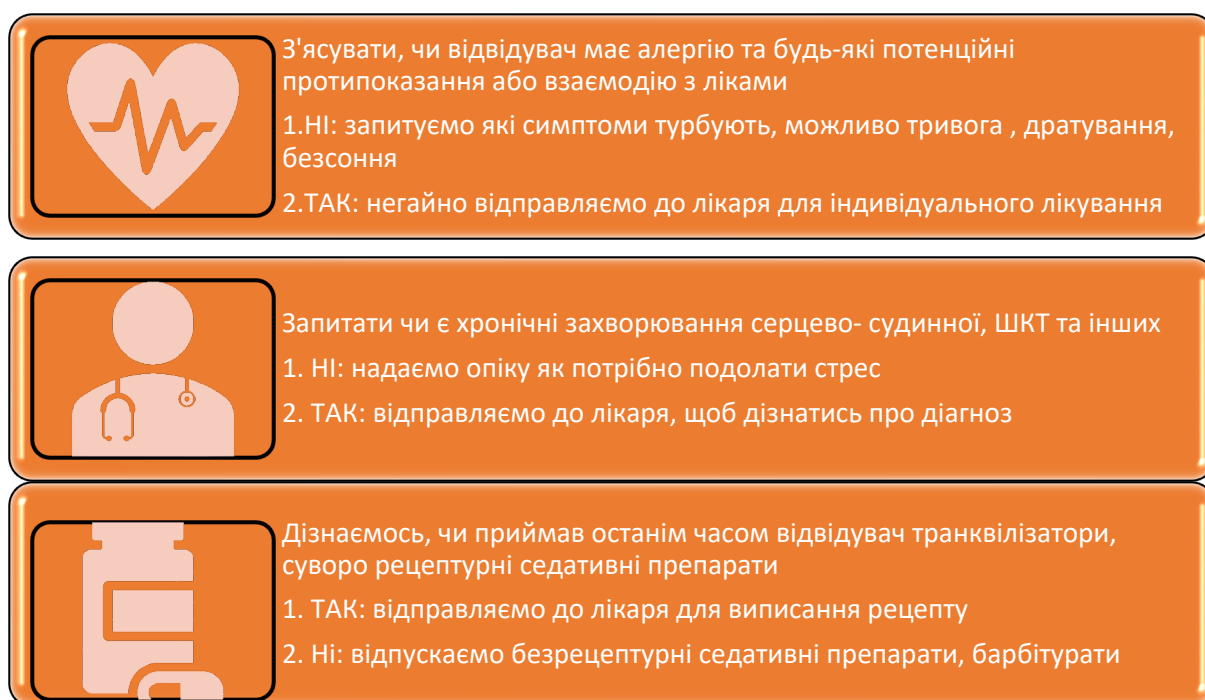 З'ясувати, чи відвідувач має алергію та будь-які потенційні
протипоказання або взаємодію з ліками
1.НІ: запитуємо які симптоми турбують, можливо тривога , дратування,
безсоння
2.ТАК: негайно відправляємо до лікаря для індивідуального лікування
Запитати чи є хронічні захворювання серцево- судинної, ШКТ та інших
1. НІ: надаємо опіку як потрібно подолати стрес
2. ТАК: відправляємо до лікаря, щоб дізнатись про діагноз
Дізнаємось, чи приймав останім часом відвідувач транквілізатори,
суворо рецептурні седативні препарати
1. ТАК: відправляємо до лікаря для виписання рецепту
2. Ні: відпускаємо безрецептурні седативні препарати, барбітурати